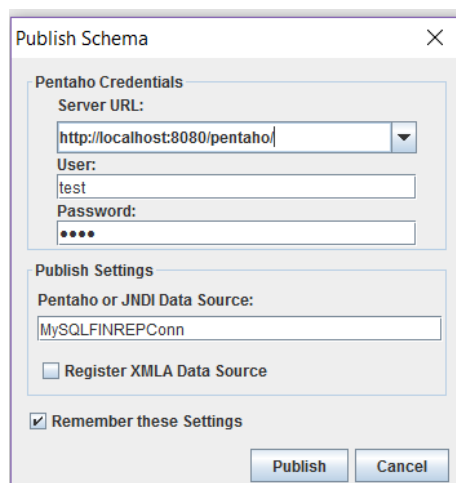 Publish Schema
Pentaho Credentials
Server URL:
http://localhost:8080/pentaho/
User:
test
Password:
••••
Publish Settings
Pentaho or JNDI Data Source:
MySQLFINREPConn
Register XMLA Data Source
Remember these Settings
Publish Cancel